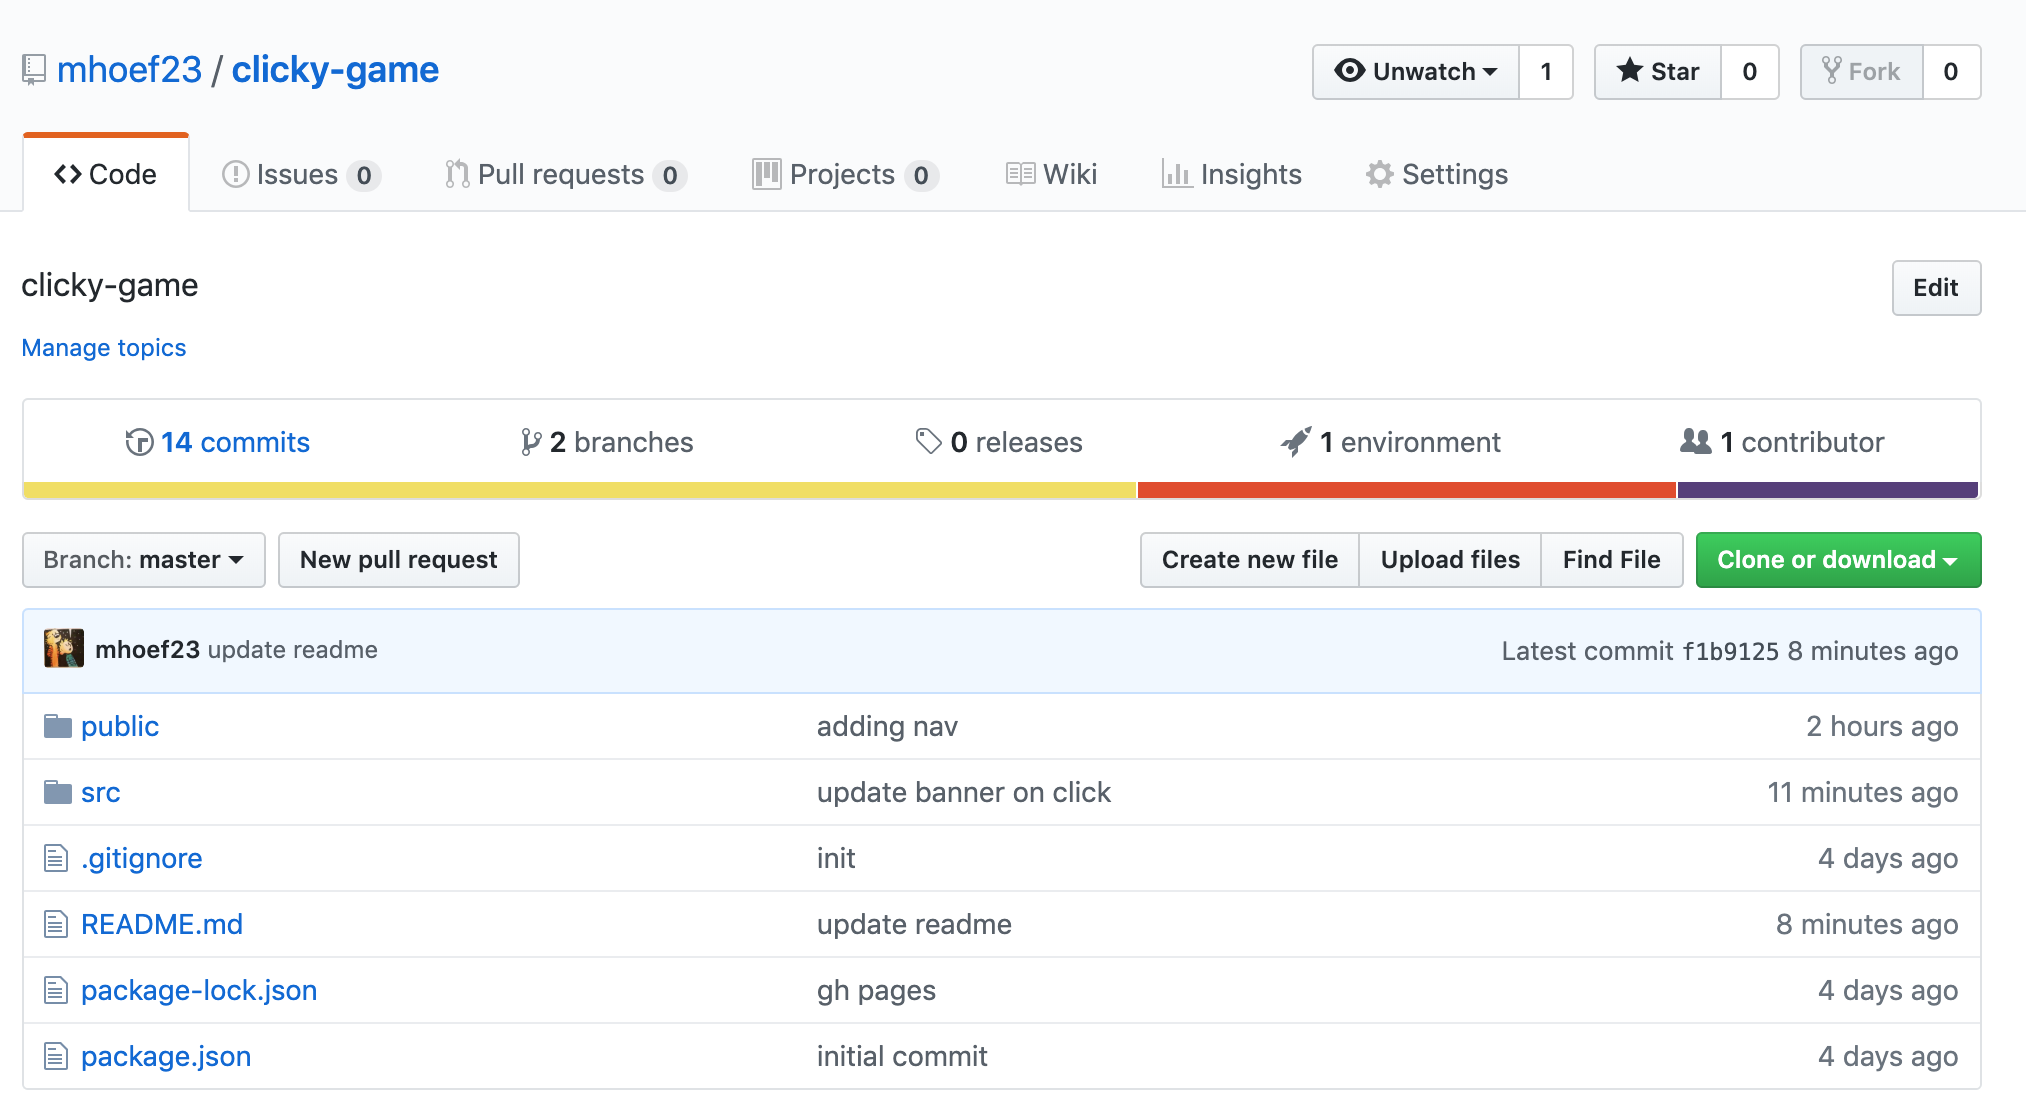 mhoef23 / clicky-game
Unwatch 1 Star 0 Fork 0
Code Issues 0 Pull requests 0 Projects 0 Wiki Insights Settings
clicky-game
Edit
Manage topics
14 commits 2 branches 0 releases 1 environment 1 contributor
Branch: master New pull request Create new file Upload files Find File Clone or download
mhoef23 update readme Latest commit f1b9125 8 minutes ago
public adding nav 2 hours ago
src update banner on click 11 minutes ago
.gitignore init 4 days ago
README.md update readme 8 minutes ago
package-lock.json gh pages 4 days ago
package.json initial commit 4 days ago